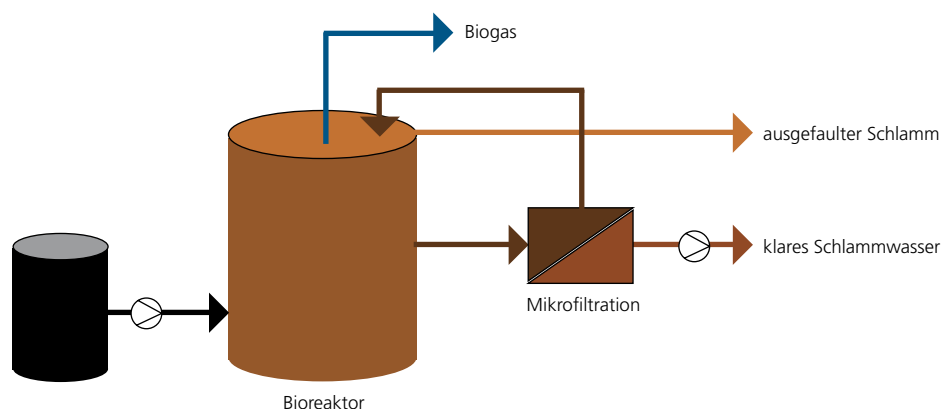 Biogas
ausgefaulter Schlamm
klares Schlammwasser
Mikrofiltration
Bioreaktor